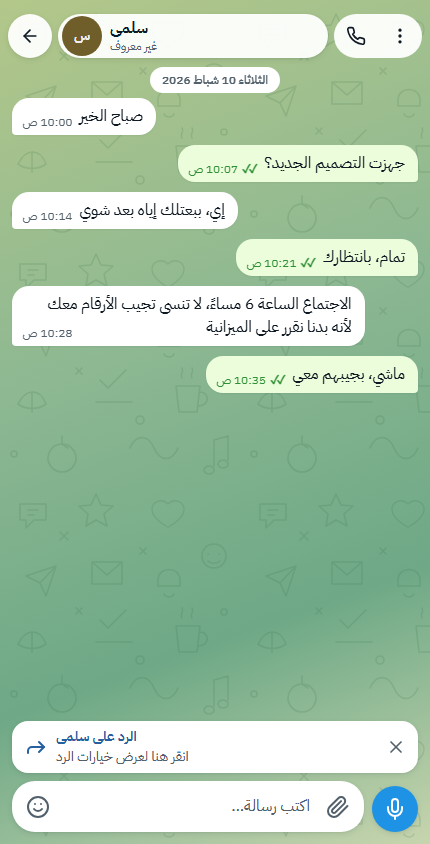 سلمى
غير معروف
س
الثلاثاء 10 شباط 2026
صباح الخير
10:00 ص
جهزت التصميم الجديد؟
10:07 ص
إي، ببعتلك إياه بعد شوي
10:14 ص
تمام، بانتظارك
10:21 ص
الاجتماع الساعة 6 مساءً، لا تنسى تجيب الأرقام معك
لأنه بدنا نقرر على الميزانية
10:28 ص
ماشي، بجيبهم معي
10:35 ص
الرد على سلمى
انقر هنا لعرض خيارات الرد
اكتب رسالة...